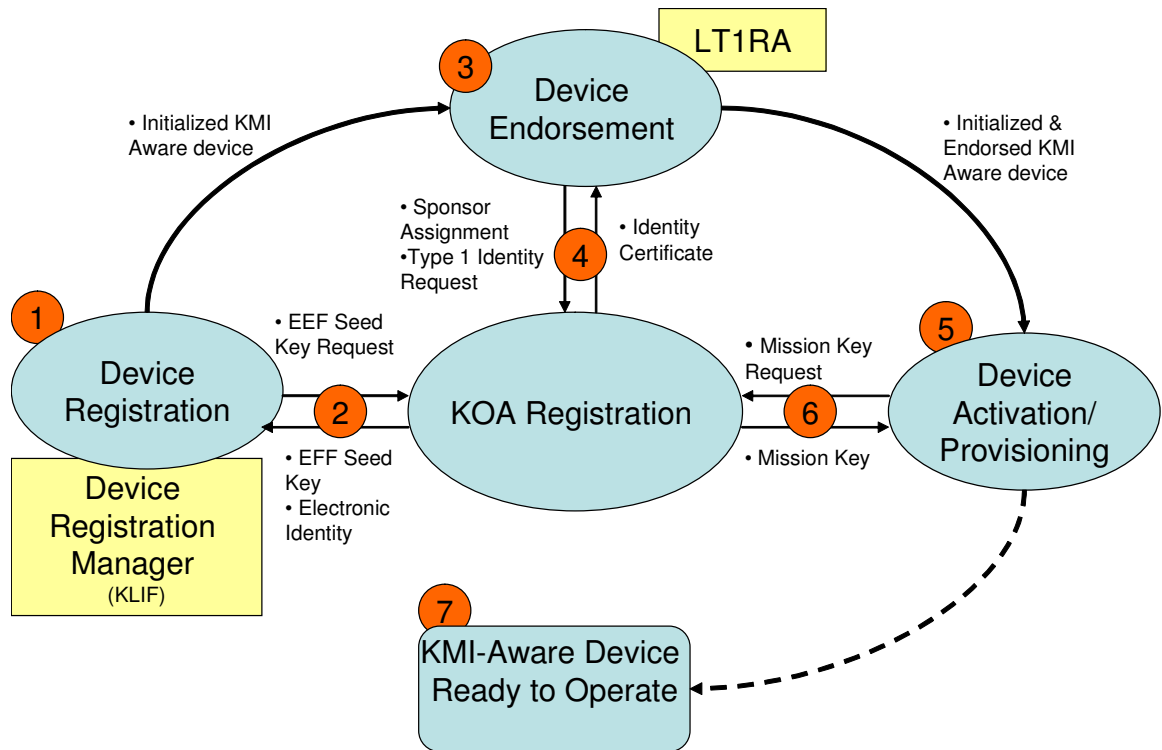 LT1RA
3
Device
Endorsement
• Initialized KMI
Aware device
• Initialized &
Endorsed KMI
Aware device
• Sponsor
Assignment
•Type 1 Identity
Request
4
• Identity
Certificate
1
Device
Registration
• EEF Seed
Key Request
2
• EFF Seed
Key
• Electronic
Identity
KOA Registration
• Mission Key
Request
6
• Mission Key
5
Device
Activation/
Provisioning
Device
Registration
Manager
(KLIF)
7
KMI-Aware Device
Ready to Operate